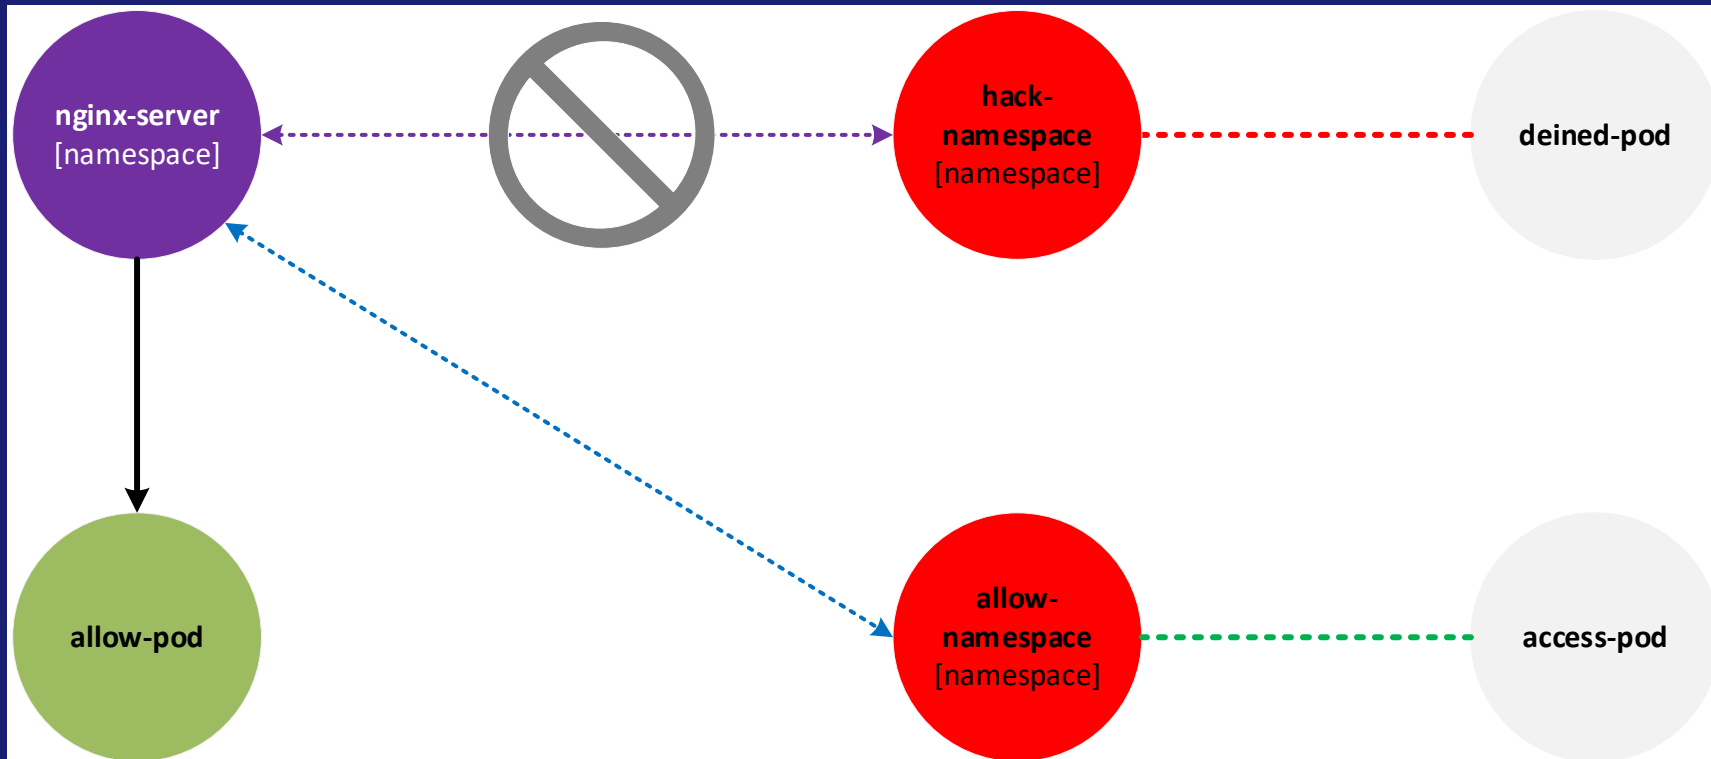 nginx-server
[namespace]
hack-
namespace
[namespace]
deined-pod
allow-pod
allow-
namespace
[namespace]
access-pod